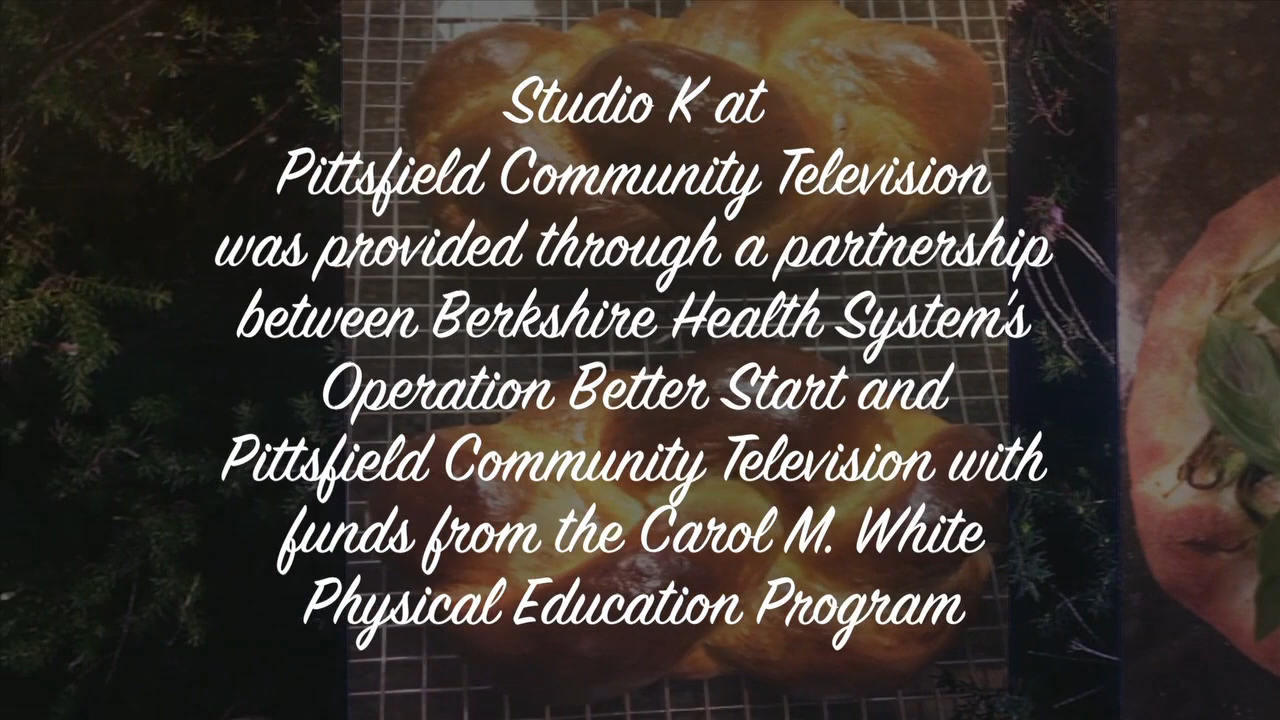 Studio K at
Pittsfield Community Television
was provided through a partnership
between Berkshire Health System's
Operation Better Start and
Pittsfield Community Television with
funds from the Carol M. White
Physical Education Program